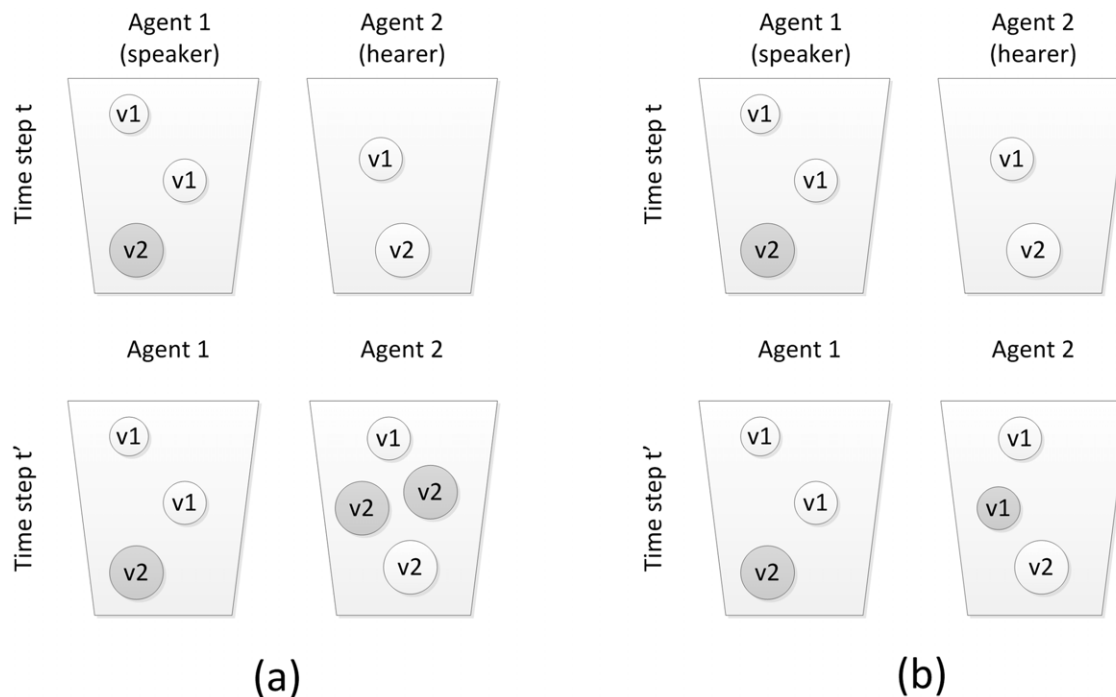 Agent 1
(speaker)
Agent 2
(hearer)
Time step t
v1
v1
v2
v1
v2
Agent 1
Agent 2
Time step t’
v1
v1
v2
v1
v2
v2
v2
(a)
Agent 1
(speaker)
Agent 2
(hearer)
Time step t
v1
v1
v2
v1
v2
Agent 1
Agent 2
Time step t’
v1
v1
v2
v1
v1
v2
(b)